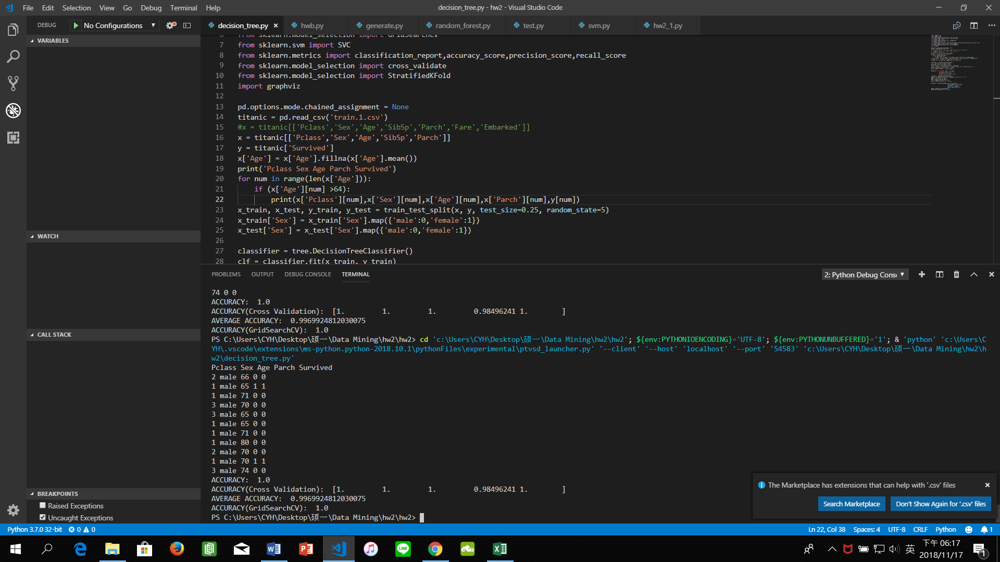 File Edit Selection View Go Debug Terminal Help
decision_tree.py - hw2 - Visual Studio Code
DEBUG No Configurations
decision_tree.py hwb.py generate.py random_forest.py test.py svm.py hw2_1.py
VARIABLES
WATCH
CALL STACK
BREAKPOINTS
Raised Exceptions
Uncaught Exceptions
6 from sklearn.model_selection import GridSearchCV
7 from sklearn.svm import SVC
8 from sklearn.metrics import classification_report,accuracy_score,precision_score,recall_score
9 from sklearn.model_selection import cross_validate
10 from sklearn.model_selection import StratifiedKFold
11 import graphviz
12
13 pd.options.mode.chained_assignment = None
14 titanic = pd.read_csv('train.1.csv')
15 #x = titanic[['Pclass','Sex','Age','SibSp','Parch','Fare','Embarked']]
16 x = titanic[['Pclass','Sex','Age','SibSp','Parch']]
17 y = titanic['Survived']
18 x['Age'] = x['Age'].fillna(x['Age'].mean())
19 print('Pclass Sex Age Parch Survived')
20 for num in range(len(x['Age'])):
21 if (x['Age'][num] >64):
22 print(x['Pclass'][num],x['Sex'][num],x['Age'][num],x['Parch'][num],y[num])
23 x_train, x_test, y_train, y_test = train_test_split(x, y, test_size=0.25, random_state=5)
24 x_train['Sex'] = x_train['Sex'].map({'male':0,'female':1})
25 x_test['Sex'] = x_test['Sex'].map({'male':0,'female':1})
26
27 classifier = tree.DecisionTreeClassifier()
28 clf = classifier.fit(x_train, y_train)
PROBLEMS OUTPUT DEBUG CONSOLE TERMINAL
2: Python Debug Consc
74 0 0
ACCURACY: 1.0
ACCURACY(Cross Validation): [1. 1. 1. 0.98496241 1. ]
AVERAGE ACCURACY: 0.9969924812030075
ACCURACY(GridSearchCV): 1.0
PS C:\Users\CYH\Desktop\碩一\Data Mining\hw2\hw2> cd 'c:\Users\CYH\Desktop\碩一\Data Mining\hw2\hw2'; ${env:PYTHONIOENCODING}='UTF-8'; ${env:PYTHONUNBUFFERED}='1'; & 'python' 'c:\Users\C
YH\.vscode\extensions\ms-python.python-2018.10.1\pythonFiles\experimental\ptvsd_launcher.py' '--client' '--host' 'localhost' '--port' '54583' 'c:\Users\CYH\Desktop\碩一\Data Mining\hw2\h
w2\decision_tree.py'
Pclass Sex Age Parch Survived
2 male 66 0 0
1 male 65 1 1
1 male 71 0 0
3 male 70 0 0
3 male 65 0 0
1 male 65 0 0
1 male 71 0 0
1 male 80 0 0
2 male 70 0 0
1 male 70 1 1
3 male 74 0 0
ACCURACY: 1.0
ACCURACY(Cross Validation): [1. 1. 1. 0.98496241 1. ]
AVERAGE ACCURACY: 0.9969924812030075
ACCURACY(GridSearchCV): 1.0
PS C:\Users\CYH\Desktop\碩一\Data Mining\hw2\hw2>
The Marketplace has extensions that can help with '.csv' files
Search Marketplace Don't Show Again for '.csv' files
Python 3.7.0 32-bit 0 0 Ln 22, Col 38 Spaces: 4 UTF-8 CRLF Python 1
LINE
英
下午 06:17
2018/11/17
1